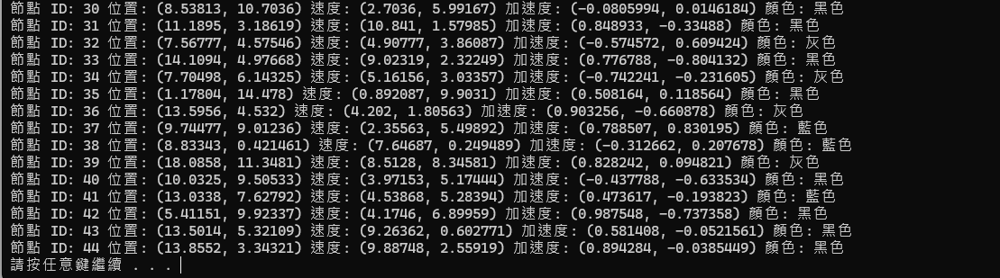 節點 ID: 30 位置: (8.53813, 10.7036) 速度: (2.7036, 5.99167) 加速度: (-0.0805994, 0.0146184) 顏色: 黑色
節點 ID: 31 位置: (11.1895, 3.18619) 速度: (10.841, 1.57985) 加速度: (0.848933, -0.33488) 顏色: 黑色
節點 ID: 32 位置: (7.56777, 4.57546) 速度: (4.90777, 3.86087) 加速度: (-0.574572, 0.609424) 顏色: 灰色
節點 ID: 33 位置: (14.1094, 4.97668) 速度: (9.02319, 2.32249) 加速度: (0.776788, -0.804132) 顏色: 黑色
節點 ID: 34 位置: (7.70498, 6.14325) 速度: (5.16156, 3.03357) 加速度: (-0.742241, -0.231605) 顏色: 灰色
節點 ID: 35 位置: (1.17804, 14.478) 速度: (0.892087, 9.9031) 加速度: (0.508164, 0.118564) 顏色: 黑色
節點 ID: 36 位置: (13.5956, 4.532) 速度: (4.202, 1.80563) 加速度: (0.903256, -0.660878) 顏色: 灰色
節點 ID: 37 位置: (9.74477, 9.01236) 速度: (2.35563, 5.49892) 加速度: (0.788507, 0.830195) 顏色: 藍色
節點 ID: 38 位置: (8.83343, 0.421461) 速度: (7.64687, 0.249489) 加速度: (-0.312662, 0.207678) 顏色: 藍色
節點 ID: 39 位置: (18.0858, 11.3481) 速度: (8.5128, 8.34581) 加速度: (0.828242, 0.094821) 顏色: 灰色
節點 ID: 40 位置: (10.0325, 9.50533) 速度: (3.97153, 5.17444) 加速度: (-0.437788, -0.633534) 顏色: 黑色
節點 ID: 41 位置: (13.0338, 7.62792) 速度: (4.53868, 5.28394) 加速度: (0.473617, -0.193823) 顏色: 藍色
節點 ID: 42 位置: (5.41151, 9.92337) 速度: (4.1746, 6.89959) 加速度: (0.987548, -0.737358) 顏色: 黑色
節點 ID: 43 位置: (13.5014, 5.32109) 速度: (9.26362, 0.602771) 加速度: (0.581408, -0.0521561) 顏色: 黑色
節點 ID: 44 位置: (13.8552, 3.34321) 速度: (9.88748, 2.55919) 加速度: (0.894284, -0.0385449) 顏色: 黑色
請按任意鍵繼續 . . .